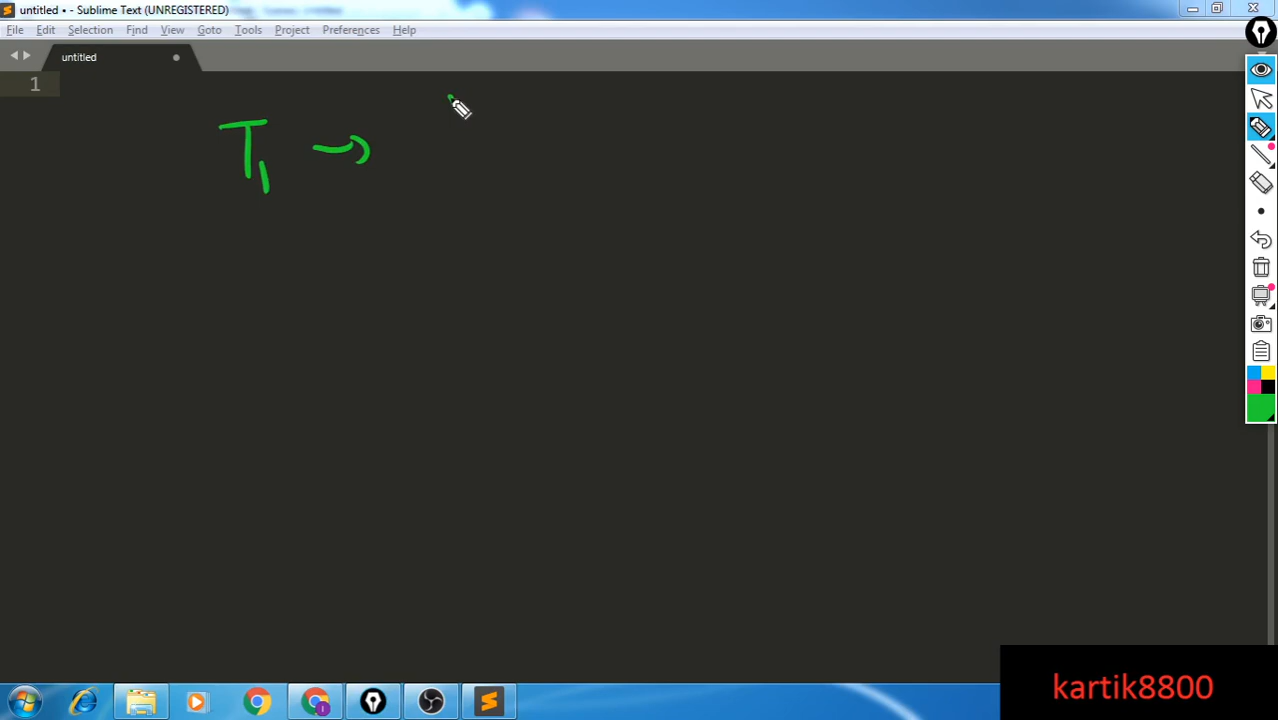 untitled • - Sublime Text (UNREGISTERED)
File Edit Selection Find View Goto Tools Project Preferences Help
untitled
1
T1 →
kartik8800